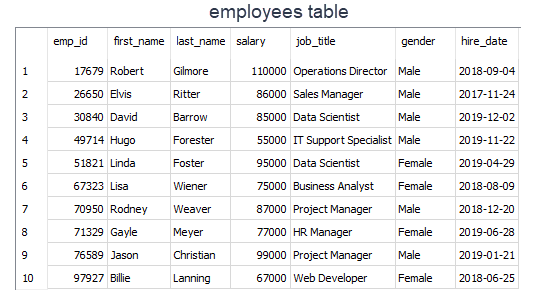 employees table
emp_id first_name last_name salary job_title gender hire_date
1 17679 Robert Gilmore 110000 Operations Director Male 2018-09-04
2 26650 Elvis Ritter 86000 Sales Manager Male 2017-11-24
3 30840 David Barrow 85000 Data Scientist Male 2019-12-02
4 49714 Hugo Forester 55000 IT Support Specialist Male 2019-11-22
5 51821 Linda Foster 95000 Data Scientist Female 2019-04-29
6 67323 Lisa Wiener 75000 Business Analyst Female 2018-08-09
7 70950 Rodney Weaver 87000 Project Manager Male 2018-12-20
8 71329 Gayle Meyer 77000 HR Manager Female 2019-06-28
9 76589 Jason Christian 99000 Project Manager Male 2019-01-21
10 97927 Billie Lanning 67000 Web Developer Female 2018-06-25